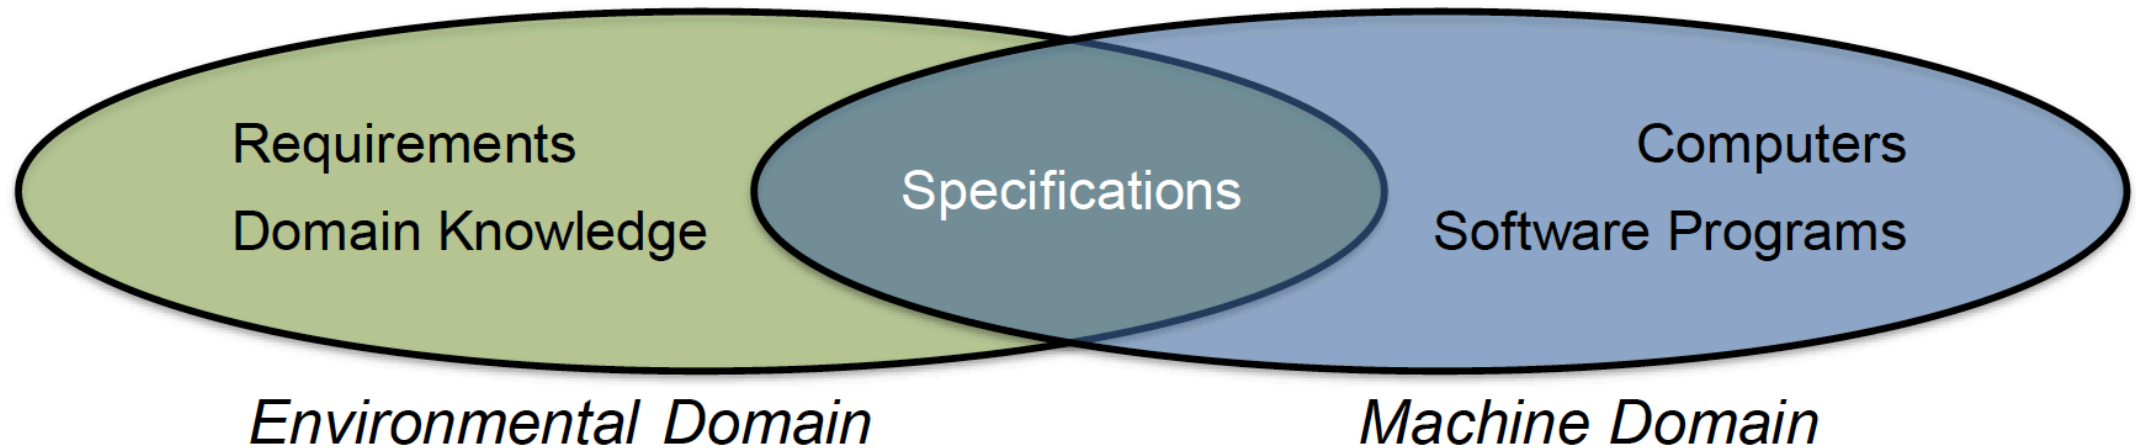 Requirements
Domain Knowledge
Specifications
Computers
Software Programs
Environmental Domain
Machine Domain